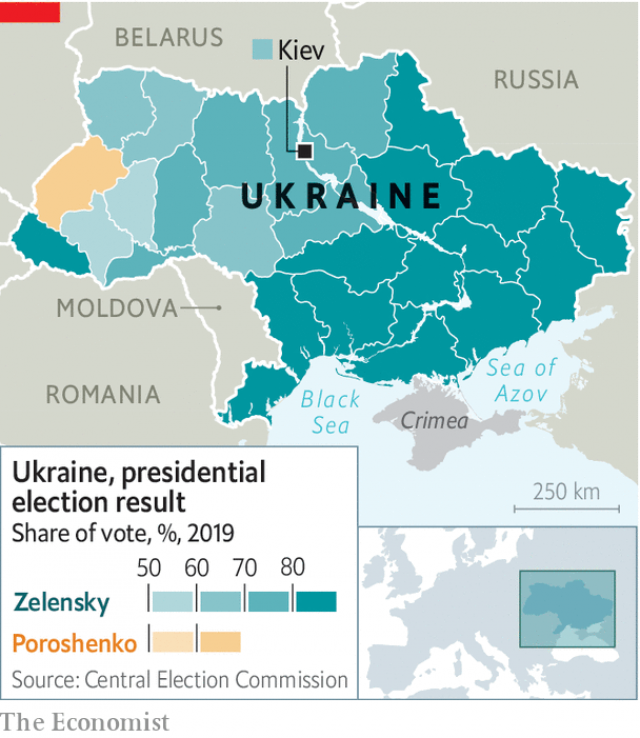 BELARUS
Kiev
RUSSIA
UKRAINE
MOLDOVA
ROMANIA
Black
Sea
Sea of
Azov
Crimea
250 km
Ukraine, presidential
election result
Share of vote, %, 2019
50 60 70 80
Zelensky
Poroshenko
Source: Central Election Commission
The Economist